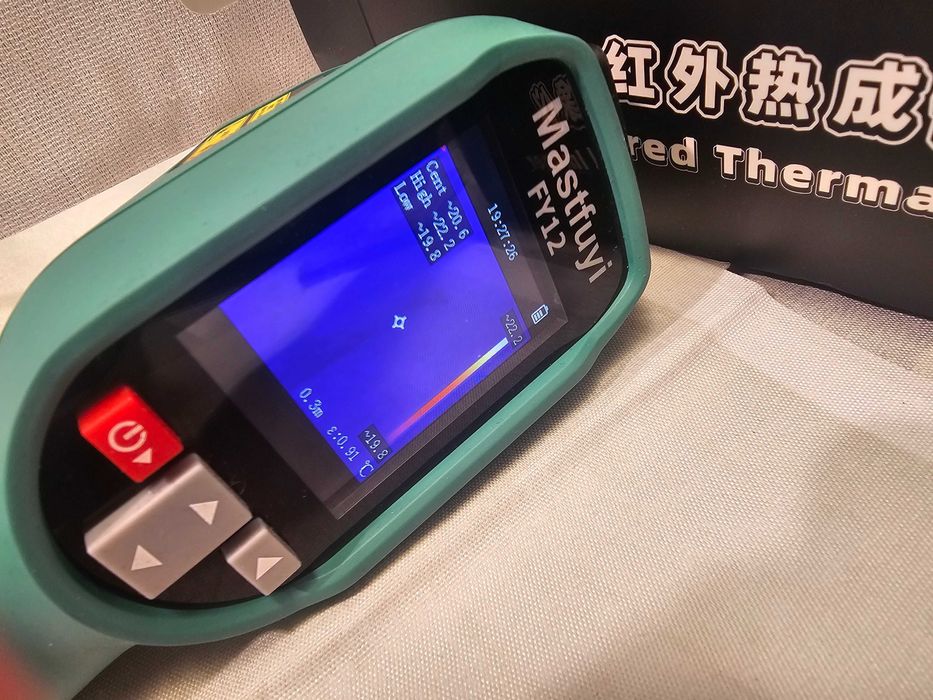 Mastfuyi
FY12
19:27:26
Cent ~20.6
High ~22.2
Low ~19.8
~22.2
~19.8
0.3m
ε:0.91 ℃
红外热成
red Therma